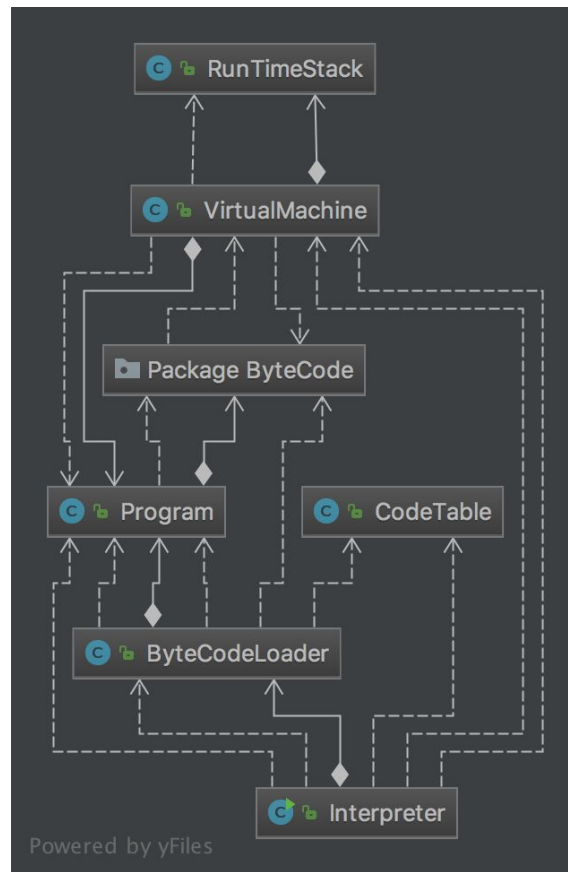 RunTimeStack
VirtualMachine
Package ByteCode
Program
CodeTable
ByteCodeLoader
Interpreter
Powered by yFiles